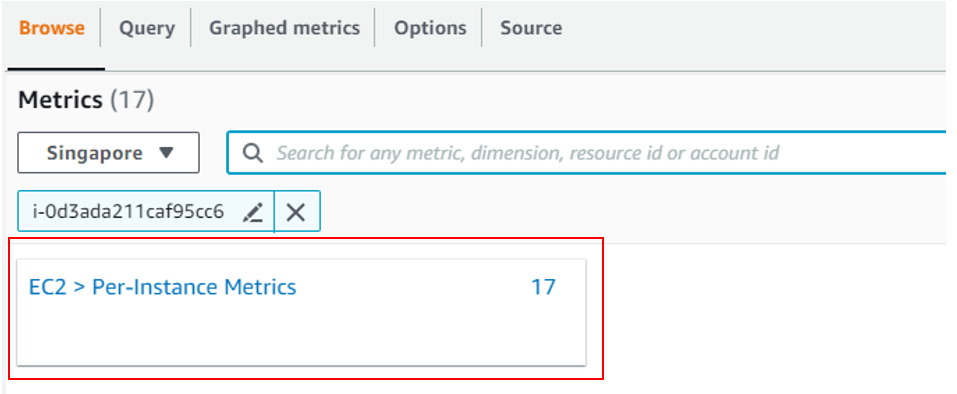 Browse Query Graphed metrics Options Source
Metrics (17)
Singapore Search for any metric, dimension, resource id or account id
i-0d3ada211caf95cc6
EC2 > Per-Instance Metrics 17